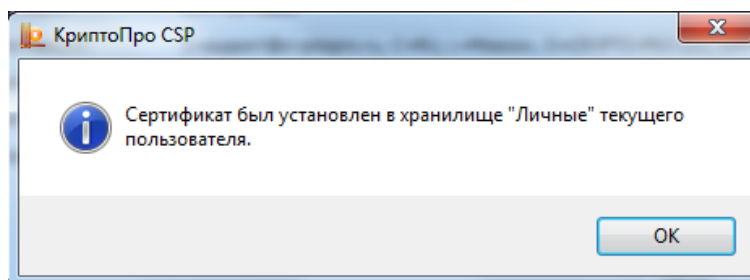 КриптоПро CSP
Сертификат был установлен в хранилище "Личные" текущего
пользователя.
OK